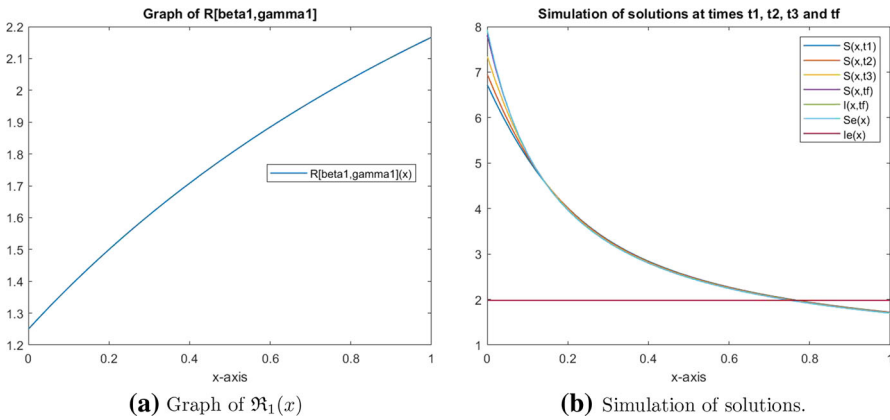 Graph of R[beta1,gamma1]
2.2
2.1
2
1.9
1.8
1.7
1.6
1.5
1.4
1.3
1.2
0
0.2
0.4
0.6
0.8
1
x-axis
R[beta1,gamma1](x)
(a) Graph of ℜ₁(x)
Simulation of solutions at times t1, t2, t3 and tf
8
7
6
5
4
3
2
1
0
0.2
0.4
0.6
0.8
1
x-axis
S(x,t1)
S(x,t2)
S(x,t3)
S(x,tf)
I(x,tf)
Se(x)
Ie(x)
(b) Simulation of solutions.